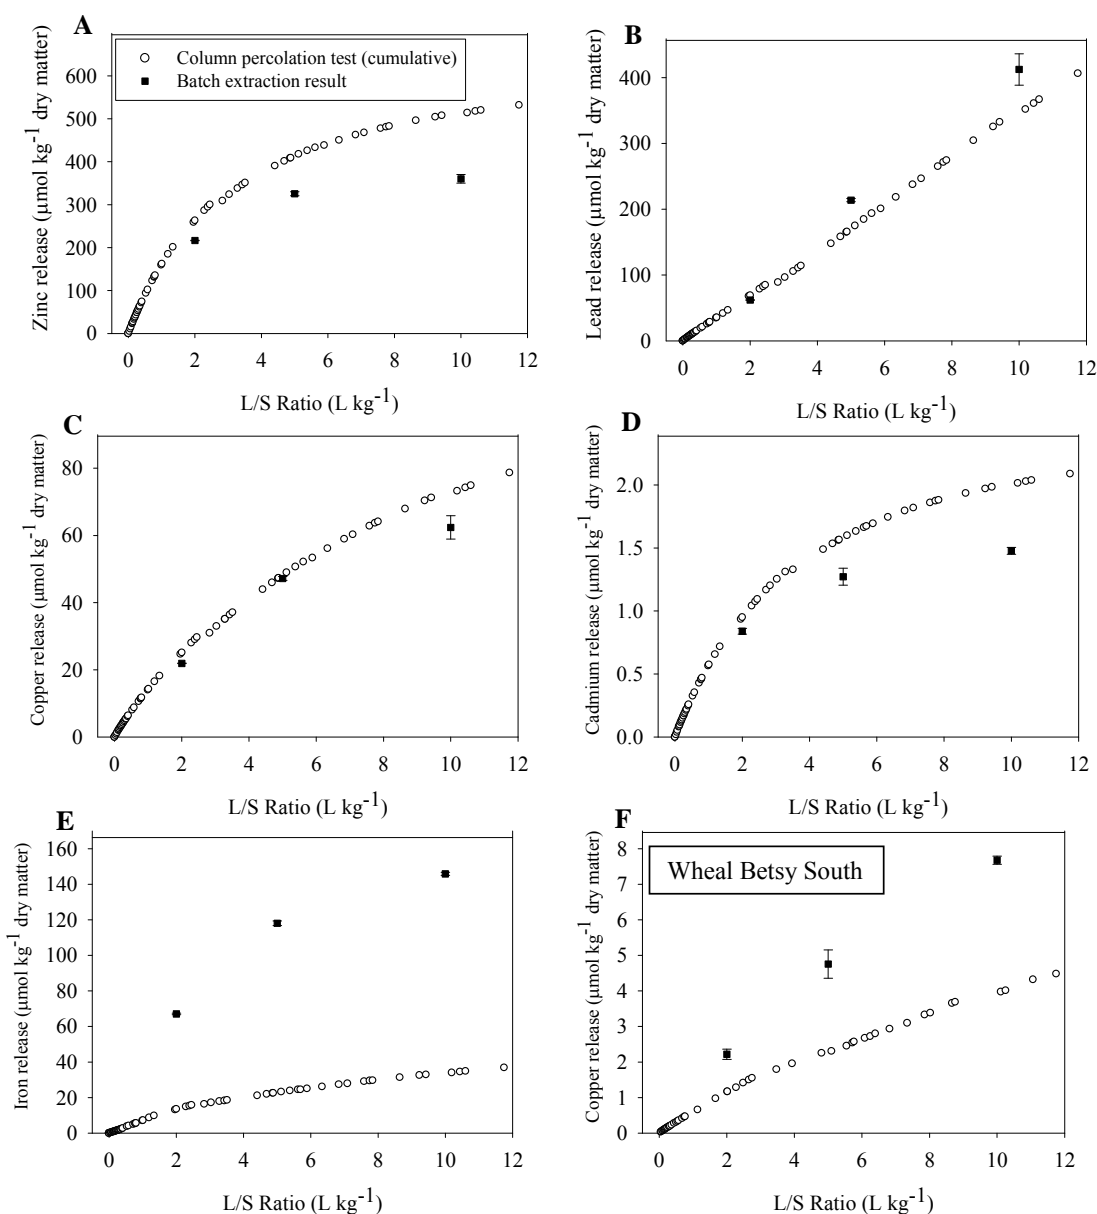 A
Zinc release (µmol kg-1 dry matter)
600
500
400
300
200
100
0
Column percolation test (cumulative)
Batch extraction result
0 2 4 6 8 10 12
L/S Ratio (L kg-1)
B
Lead release (µmol kg-1 dry matter)
400
300
200
100
0
0 2 4 6 8 10 12
L/S Ratio (L kg-1)
C
Copper release (µmol kg-1 dry matter)
80
60
40
20
0
0 2 4 6 8 10 12
L/S Ratio (L kg-1)
D
Cadmium release (µmol kg-1 dry matter)
2.0
1.5
1.0
0.5
0.0
0 2 4 6 8 10 12
L/S Ratio (L kg-1)
E
Iron release (µmol kg-1 dry matter)
160
140
120
100
80
60
40
20
0
0 2 4 6 8 10 12
L/S Ratio (L kg-1)
F
Copper release (µmol kg-1 dry matter)
8
7
6
5
4
3
2
1
0
Wheal Betsy South
0 2 4 6 8 10 12
L/S Ratio (L kg-1)